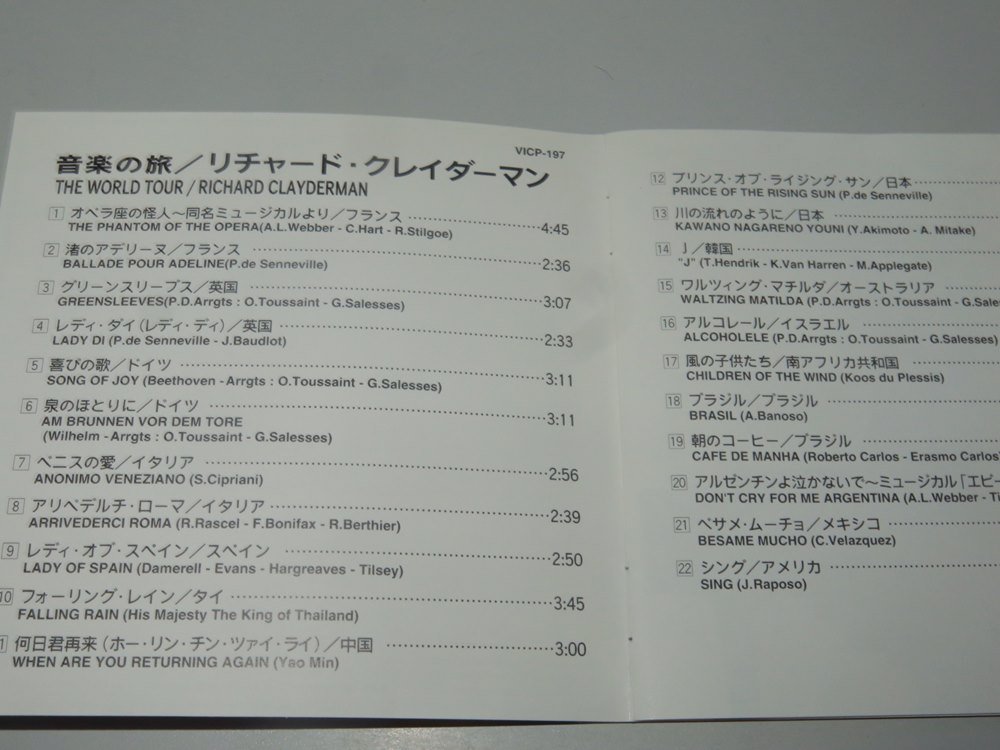 VICP-197
音楽の旅／リチャード・クレイダーマン
THE WORLD TOUR / RICHARD CLAYDERMAN
1 オペラ座の怪人〜同名ミュージカルより／フランス ……………4:45
THE PHANTOM OF THE OPERA(A.L.Webber - C.Hart - R.Stilgoe)
2 渚のアデリーヌ／フランス ……………2:36
BALLADE POUR ADELINE(P.de Senneville)
3 グリーンスリーブス／英国 ……………3:07
GREENSLEEVES(P.D.Arrgts : O.Toussaint - G.Salesses)
4 レディ・ダイ(レディ・ディ)／英国 ……………2:33
LADY DI (P.de Senneville - J.Baudlot)
5 喜びの歌／ドイツ ……………3:11
SONG OF JOY (Beethoven - Arrgts : O.Toussaint - G.Salesses)
6 泉のほとりに／ドイツ ……………3:11
AM BRUNNEN VOR DEM TORE
(Wilhelm - Arrgts : O.Toussaint - G.Salesses)
7 ベニスの愛／イタリア ……………2:56
ANONIMO VENEZIANO (S.Cipriani)
8 アリベデルチ・ローマ／イタリア ……………2:39
ARRIVEDERCI ROMA (R.Rascel - F.Bonifax - R.Berthier)
9 レディ・オブ・スペイン／スペイン ……………2:50
LADY OF SPAIN (Damerell - Evans - Hargreaves - Tilsey)
10 フォーリング・レイン／タイ ……………3:45
FALLING RAIN (His Majesty The King of Thailand)
1 何日君再来(ホー・リン・チン・ツァイ・ライ)／中国 ……………3:00
WHEN ARE YOU RETURNING AGAIN (Yao Min)
12 プリンス・オブ・ライジング・サン／日本……………
PRINCE OF THE RISING SUN (P.de Senneville)
13 川の流れのように／日本 ……………
KAWANO NAGARENO YOUNI (Y.Akimoto - A. Mitake)
14 J／韓国 ……………
"J" (T.Hendrik - K.Van Harren - M.Applegate)
15 ワルツィング・マチルダ／オーストラリア ……………
WALTZING MATILDA (P.D.Arrgts : O.Toussaint - G.Sales
16 アルコレール／イスラエル ……………
ALCOHOLELE (P.D.Arrgts : O.Toussaint - G.Salesses)
17 風の子供たち／南アフリカ共和国 ……………
CHILDREN OF THE WIND (Koos du Plessis)
18 ブラジル／ブラジル ……………
BRASIL (A.Banoso)
19 朝のコーヒー／ブラジル ……………
CAFE DE MANHA (Roberto Carlos - Erasmo Carlos
20 アルゼンチンよ泣かないで〜ミュージカル「エビー
DON'T CRY FOR ME ARGENTINA (A.L.Webber - Ti
21 ベサメ・ムーチョ／メキシコ ……………
BESAME MUCHO (C.Velazquez)
22 シング／アメリカ ……………
SING (J.Raposo)